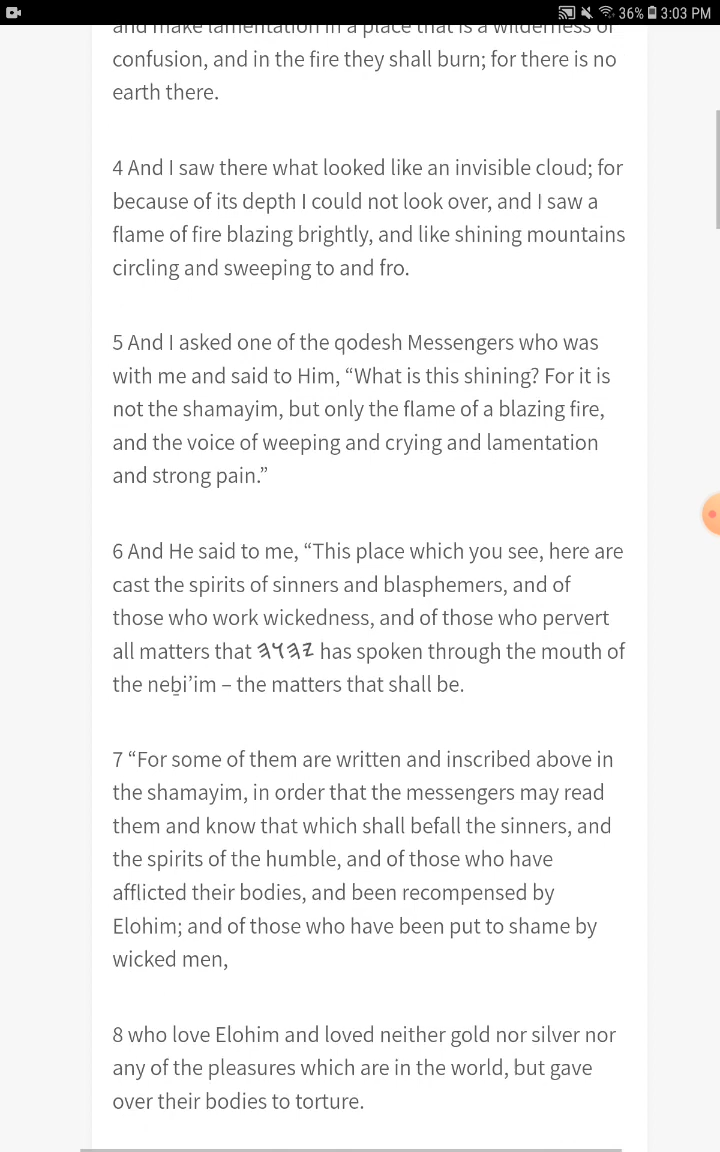 36% 3:03 PM
and make lamentation in a place that is a wilderness of
confusion, and in the fire they shall burn; for there is no
earth there.
4 And I saw there what looked like an invisible cloud; for
because of its depth I could not look over, and I saw a
flame of fire blazing brightly, and like shining mountains
circling and sweeping to and fro.
5 And I asked one of the qodesh Messengers who was
with me and said to Him, “What is this shining? For it is
not the shamayim, but only the flame of a blazing fire,
and the voice of weeping and crying and lamentation
and strong pain.”
6 And He said to me, “This place which you see, here are
cast the spirits of sinners and blasphemers, and of
those who work wickedness, and of those who pervert
all matters that 𐤉𐤄𐤅𐤄 has spoken through the mouth of
the neḇi’im – the matters that shall be.
7 “For some of them are written and inscribed above in
the shamayim, in order that the messengers may read
them and know that which shall befall the sinners, and
the spirits of the humble, and of those who have
afflicted their bodies, and been recompensed by
Elohim; and of those who have been put to shame by
wicked men,
8 who love Elohim and loved neither gold nor silver nor
any of the pleasures which are in the world, but gave
over their bodies to torture.